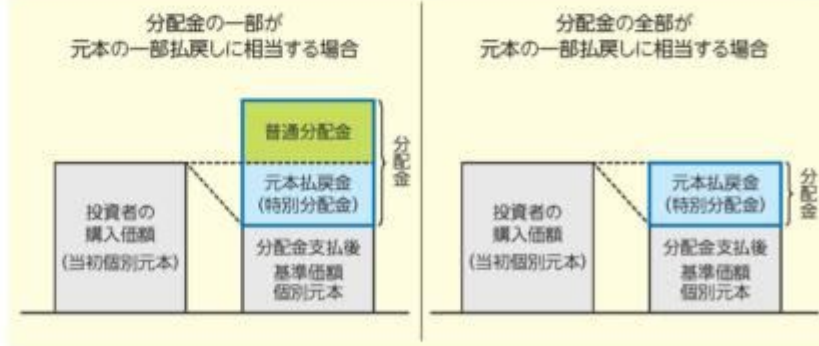 分配金の一部が
元本の一部払戻しに相当する場合
普通分配金
元本払戻金
(特別分配金)
分配金
投資者の
購入価額
(当初個別元本)
分配金支払後
基準価額
個別元本
分配金の全部が
元本の一部払戻しに相当する場合
元本払戻金
(特別分配金)
分配金
投資者の
購入価額
(当初個別元本)
分配金支払後
基準価額
個別元本